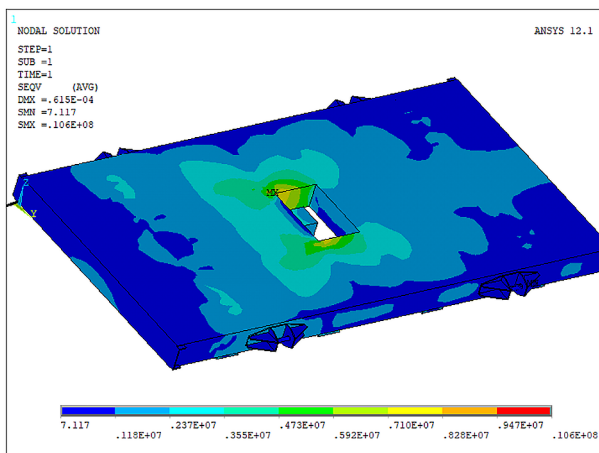 1
NODAL SOLUTION
ANSYS 12.1
STEP=1
SUB =1
TIME=1
SEQV (AVG)
DMX =.615E-04
SMN =7.117
SMX =.106E+08
MX
Z
Y
7.117 .237E+07 .473E+07 .710E+07 .947E+07
.118E+07 .355E+07 .592E+07 .828E+07 .106E+08